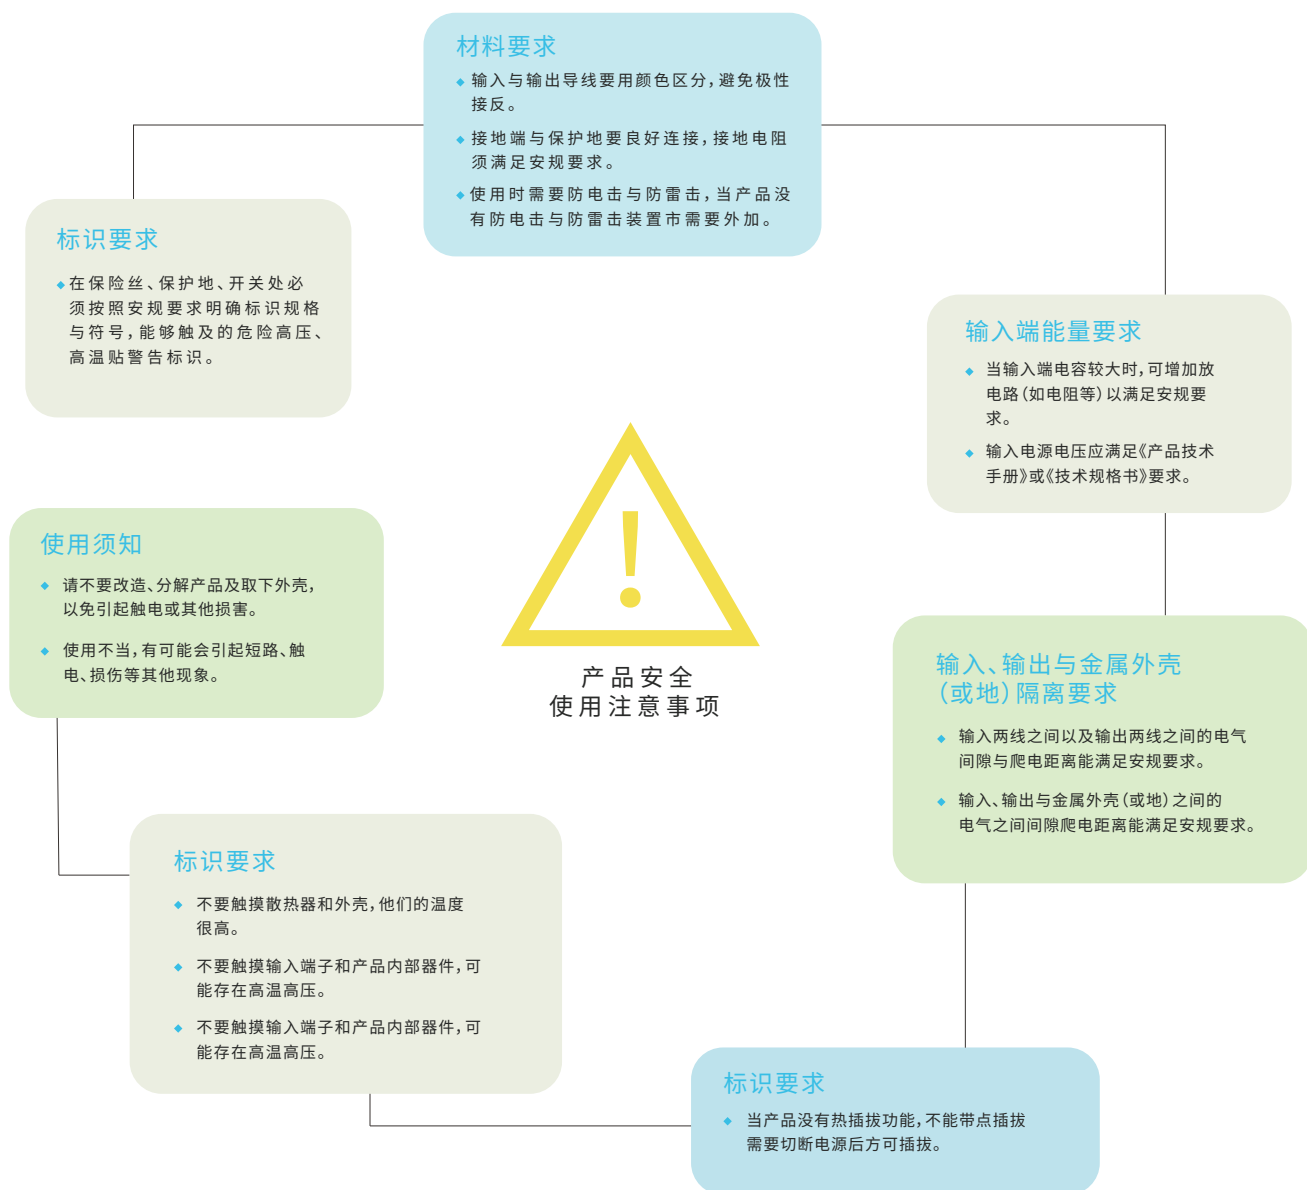 材料要求
输入与输出导线要用颜色区分，避免极性
接反。
接地端与保护地要良好连接，接地电阻
须满足安规要求。
使用时需要防电击与防雷击，当产品没
有防电击与防雷击装置市需要外加。
标识要求
在保险丝、保护地、开关处必
须按照安规要求明确标识规格
与符号，能够触及的危险高压、
高温贴警告标识。
输入端能量要求
当输入端电容较大时，可增加放
电路（如电阻等）以满足安规要
求。
输入电源电压应满足《产品技术
手册》或《技术规格书》要求。
使用须知
请不要改造、分解产品及取下外壳，
以免引起触电或其他损害。
使用不当，有可能会引起短路、触
电、损伤等其他现象。
!
产品安全
使用注意事项
输入、输出与金属外壳
（或地）隔离要求
输入两线之间以及输出两线之间的电气
间隙与爬电距离能满足安规要求。
输入、输出与金属外壳（或地）之间的
电气之间间隙爬电距离能满足安规要求。
标识要求
不要触摸散热器和外壳，他们的温度
很高。
不要触摸输入端子和产品内部器件，可
能存在高温高压。
不要触摸输入端子和产品内部器件，可
能存在高温高压。
标识要求
当产品没有热插拔功能，不能带点插拔
需要切断电源后方可插拔。